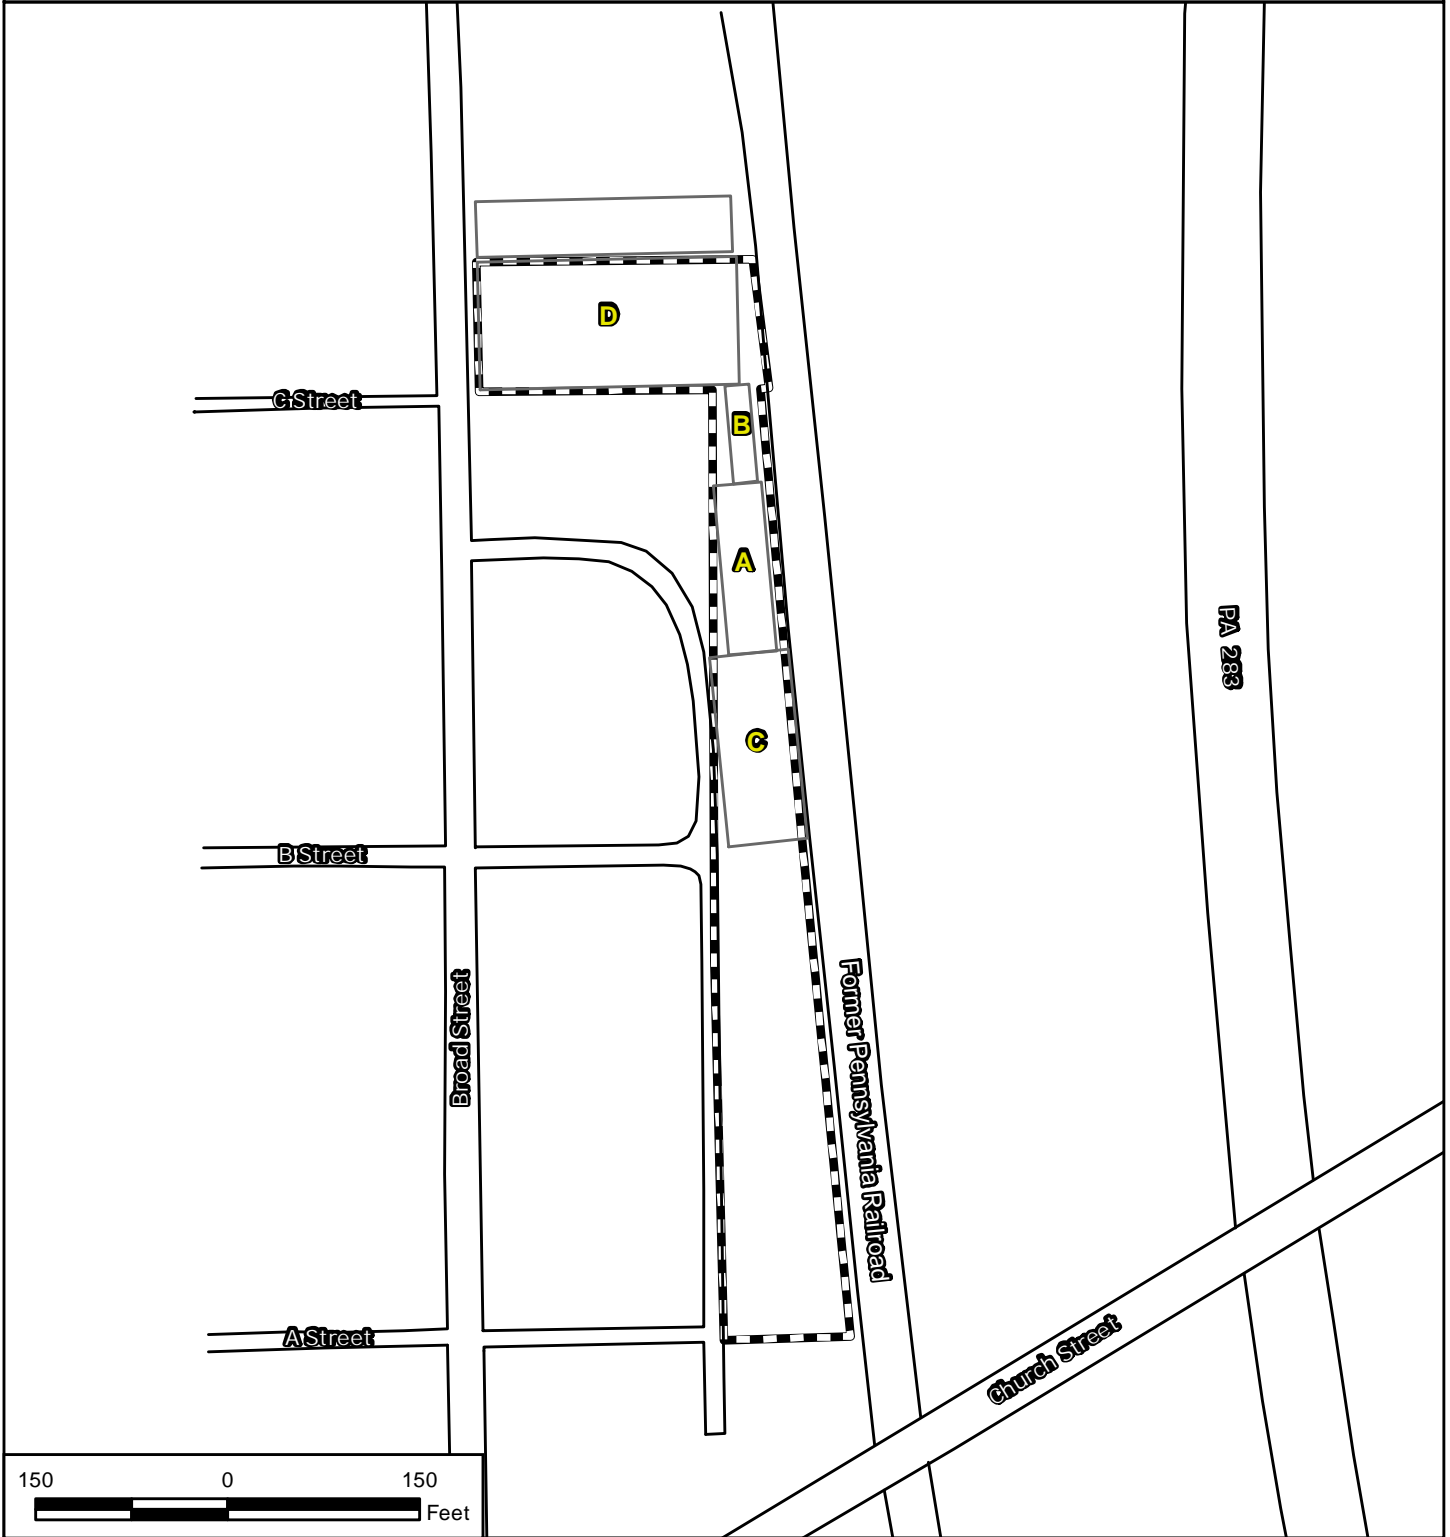 D
C Street
B
A
PA 283
C
B Street
Broad Street
Former Pennsylvania Railroad
A Street
Church Street
150 0 150
Feet